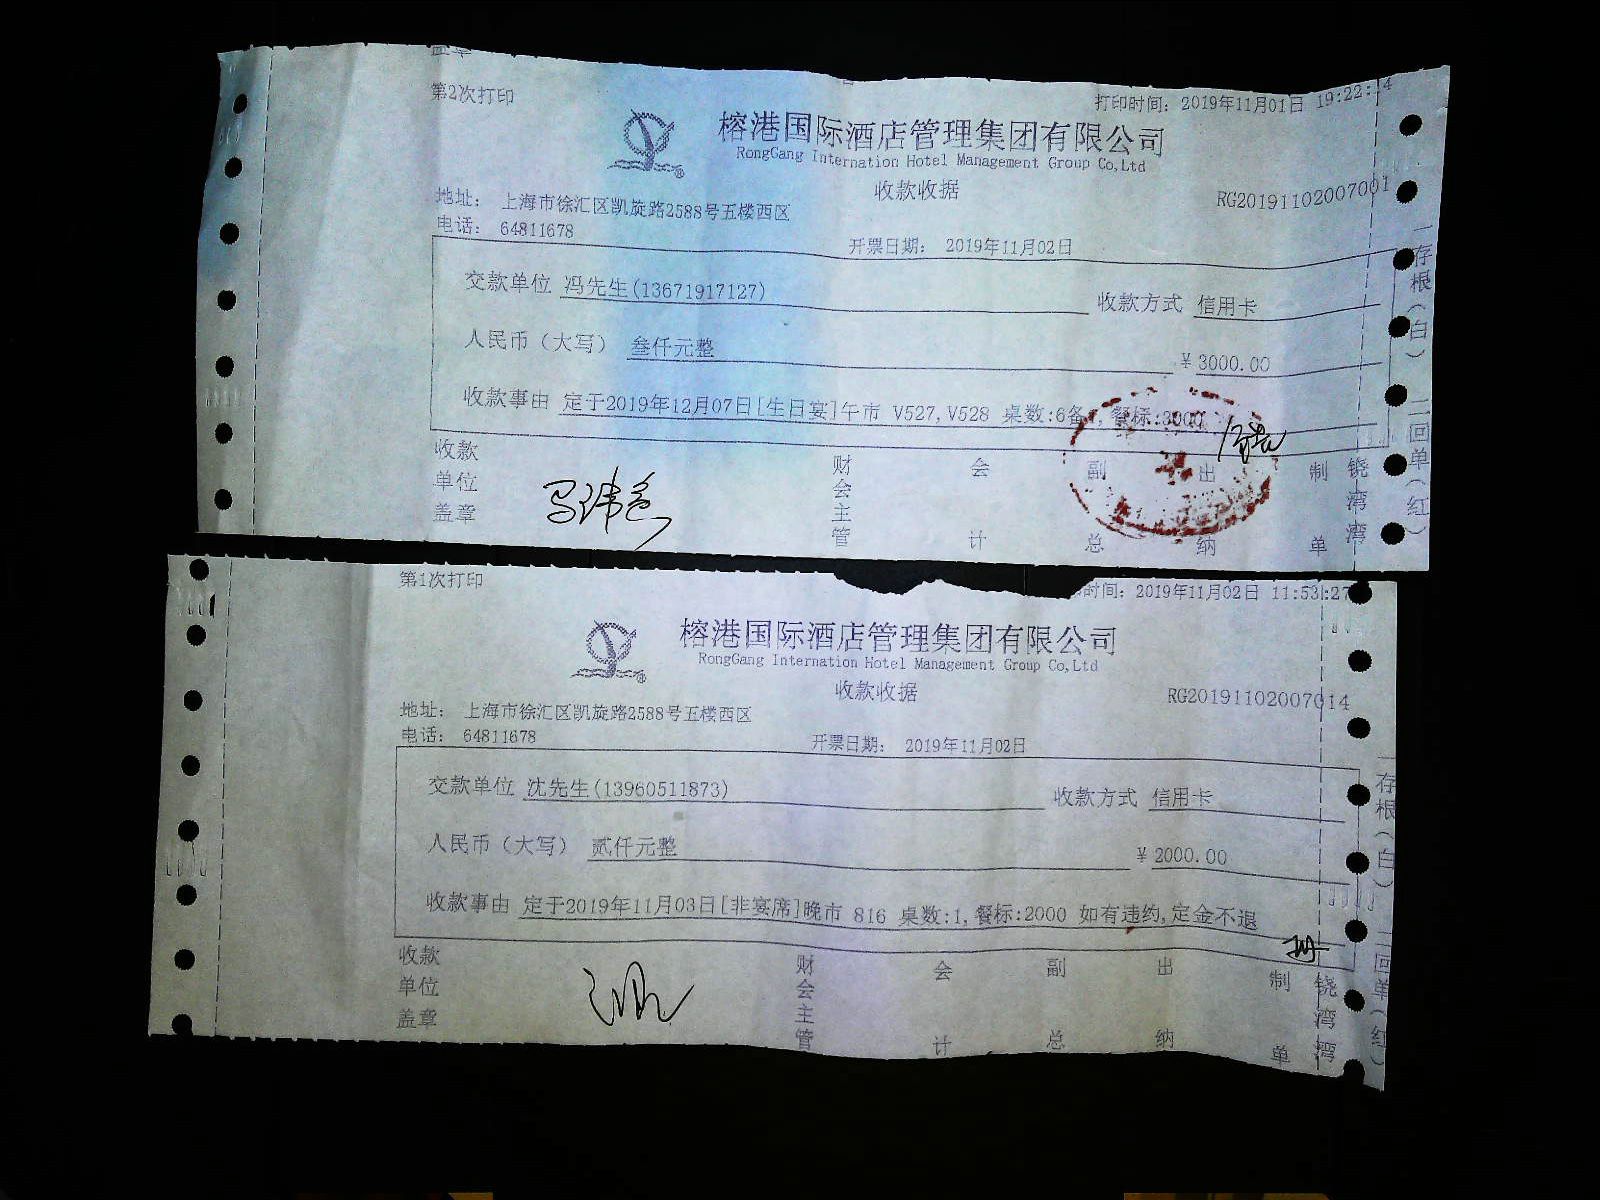 第2次打印
打印时间: 2019年11月01日 19:22:
榕港国际酒店管理集团有限公司
RongGang Internation Hotel Management Group Co,Ltd
收款收据
RG20191102007001
地址: 上海市徐汇区凯旋路2588号五楼西区
电话: 64811678
开票日期: 2019年11月02日
交款单位 冯先生(13671917127)
收款方式 信用卡
人民币(大写) 叁仟元整
¥ 3000.00
收款事由 定于2019年12月07日[生日宴]午市 V527,V528 桌数:6备1,餐标:3000
收款单位盖章
财会主管
会计
副总
出纳
制单
铙湾湾
一存根(白) 二回单(红)
第1次打印
时间: 2019年11月02日 11:53:27
榕港国际酒店管理集团有限公司
RongGang Internation Hotel Management Group Co,Ltd
收款收据
RG20191102007014
地址: 上海市徐汇区凯旋路2588号五楼西区
电话: 64811678
开票日期: 2019年11月02日
交款单位 沈先生(13960511873)
收款方式 信用卡
人民币(大写) 贰仟元整
¥ 2000.00
收款事由 定于2019年11月03日[非宴席]晚市 816 桌数:1,餐标:2000 如有违约,定金不退
收款单位盖章
财会主管
会计
副总
出纳
制单
铙湾湾
一存根(白) 二回单(红)